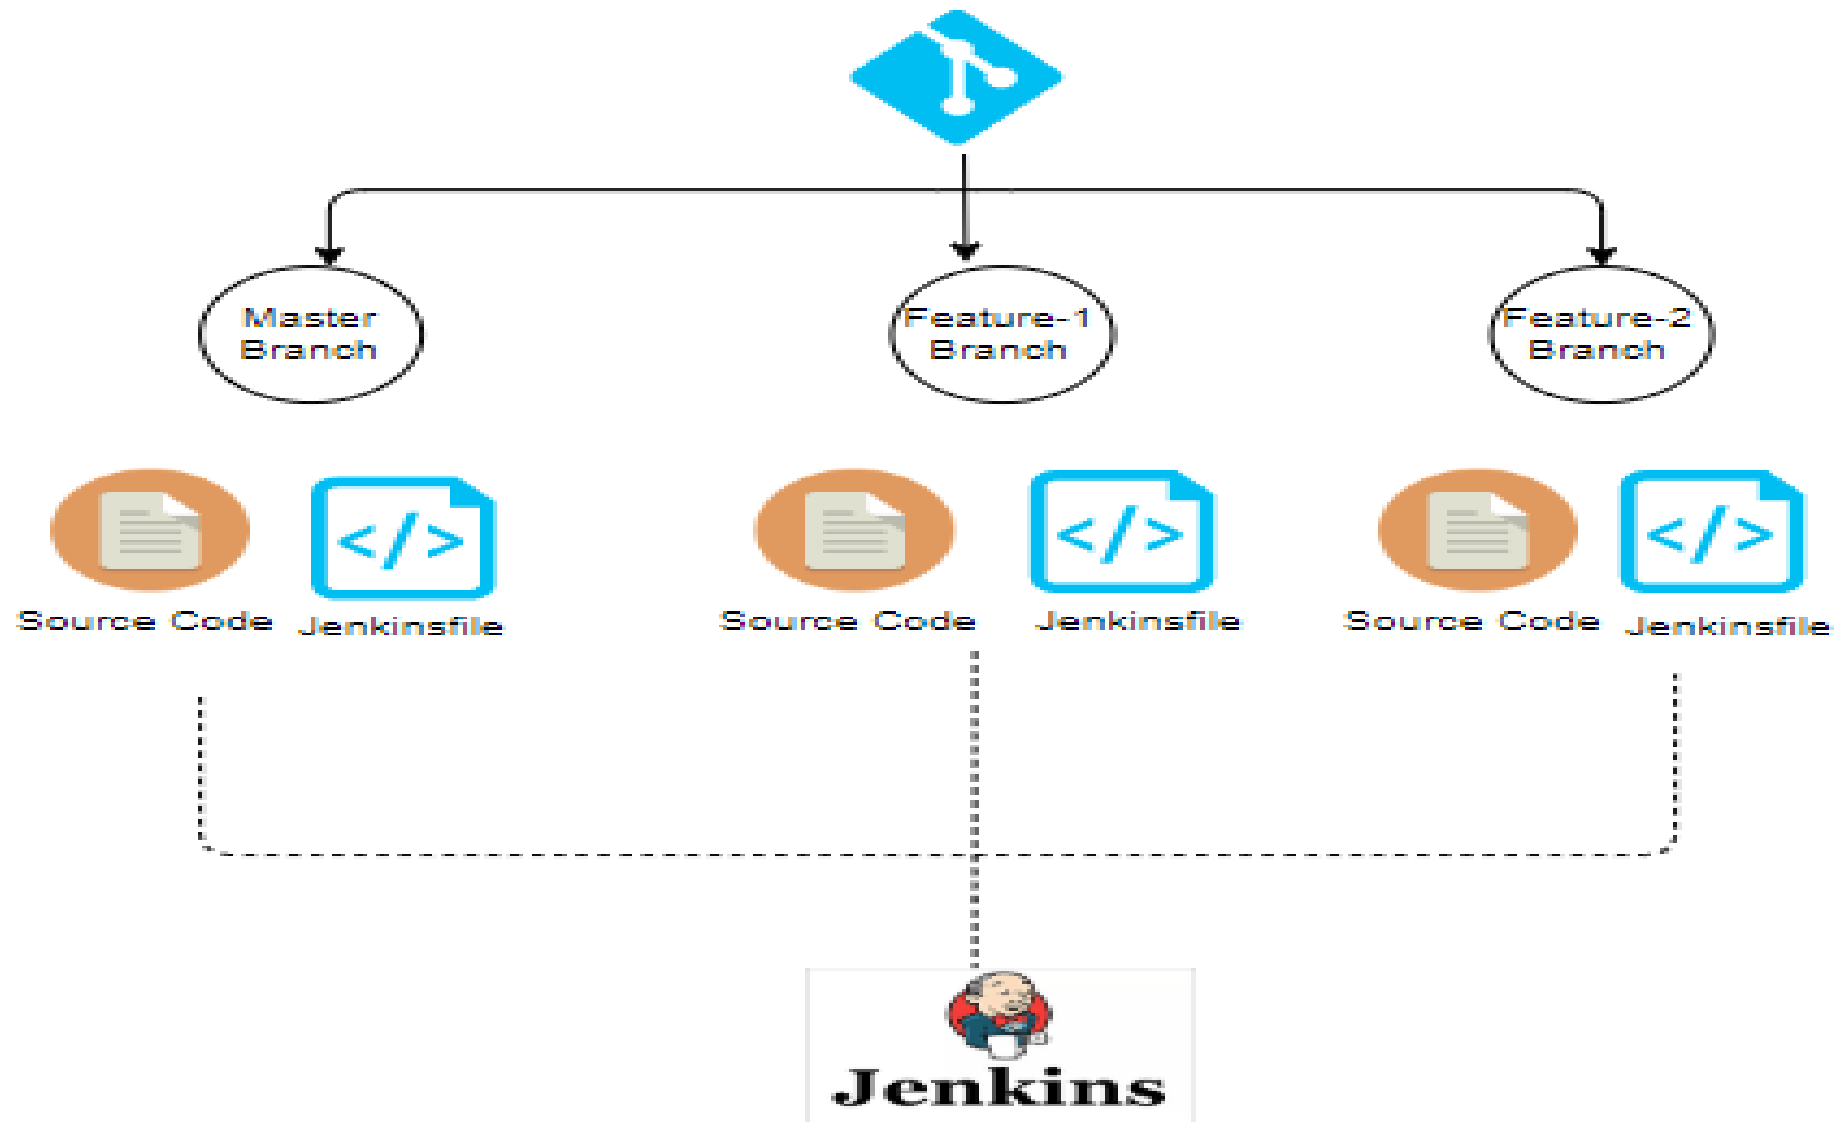 Master
Branch
Feature-1
Branch
Feature-2
Branch
Source Code
Jenkinsfile
Source Code
Jenkinsfile
Source Code
Jenkinsfile
Jenkins